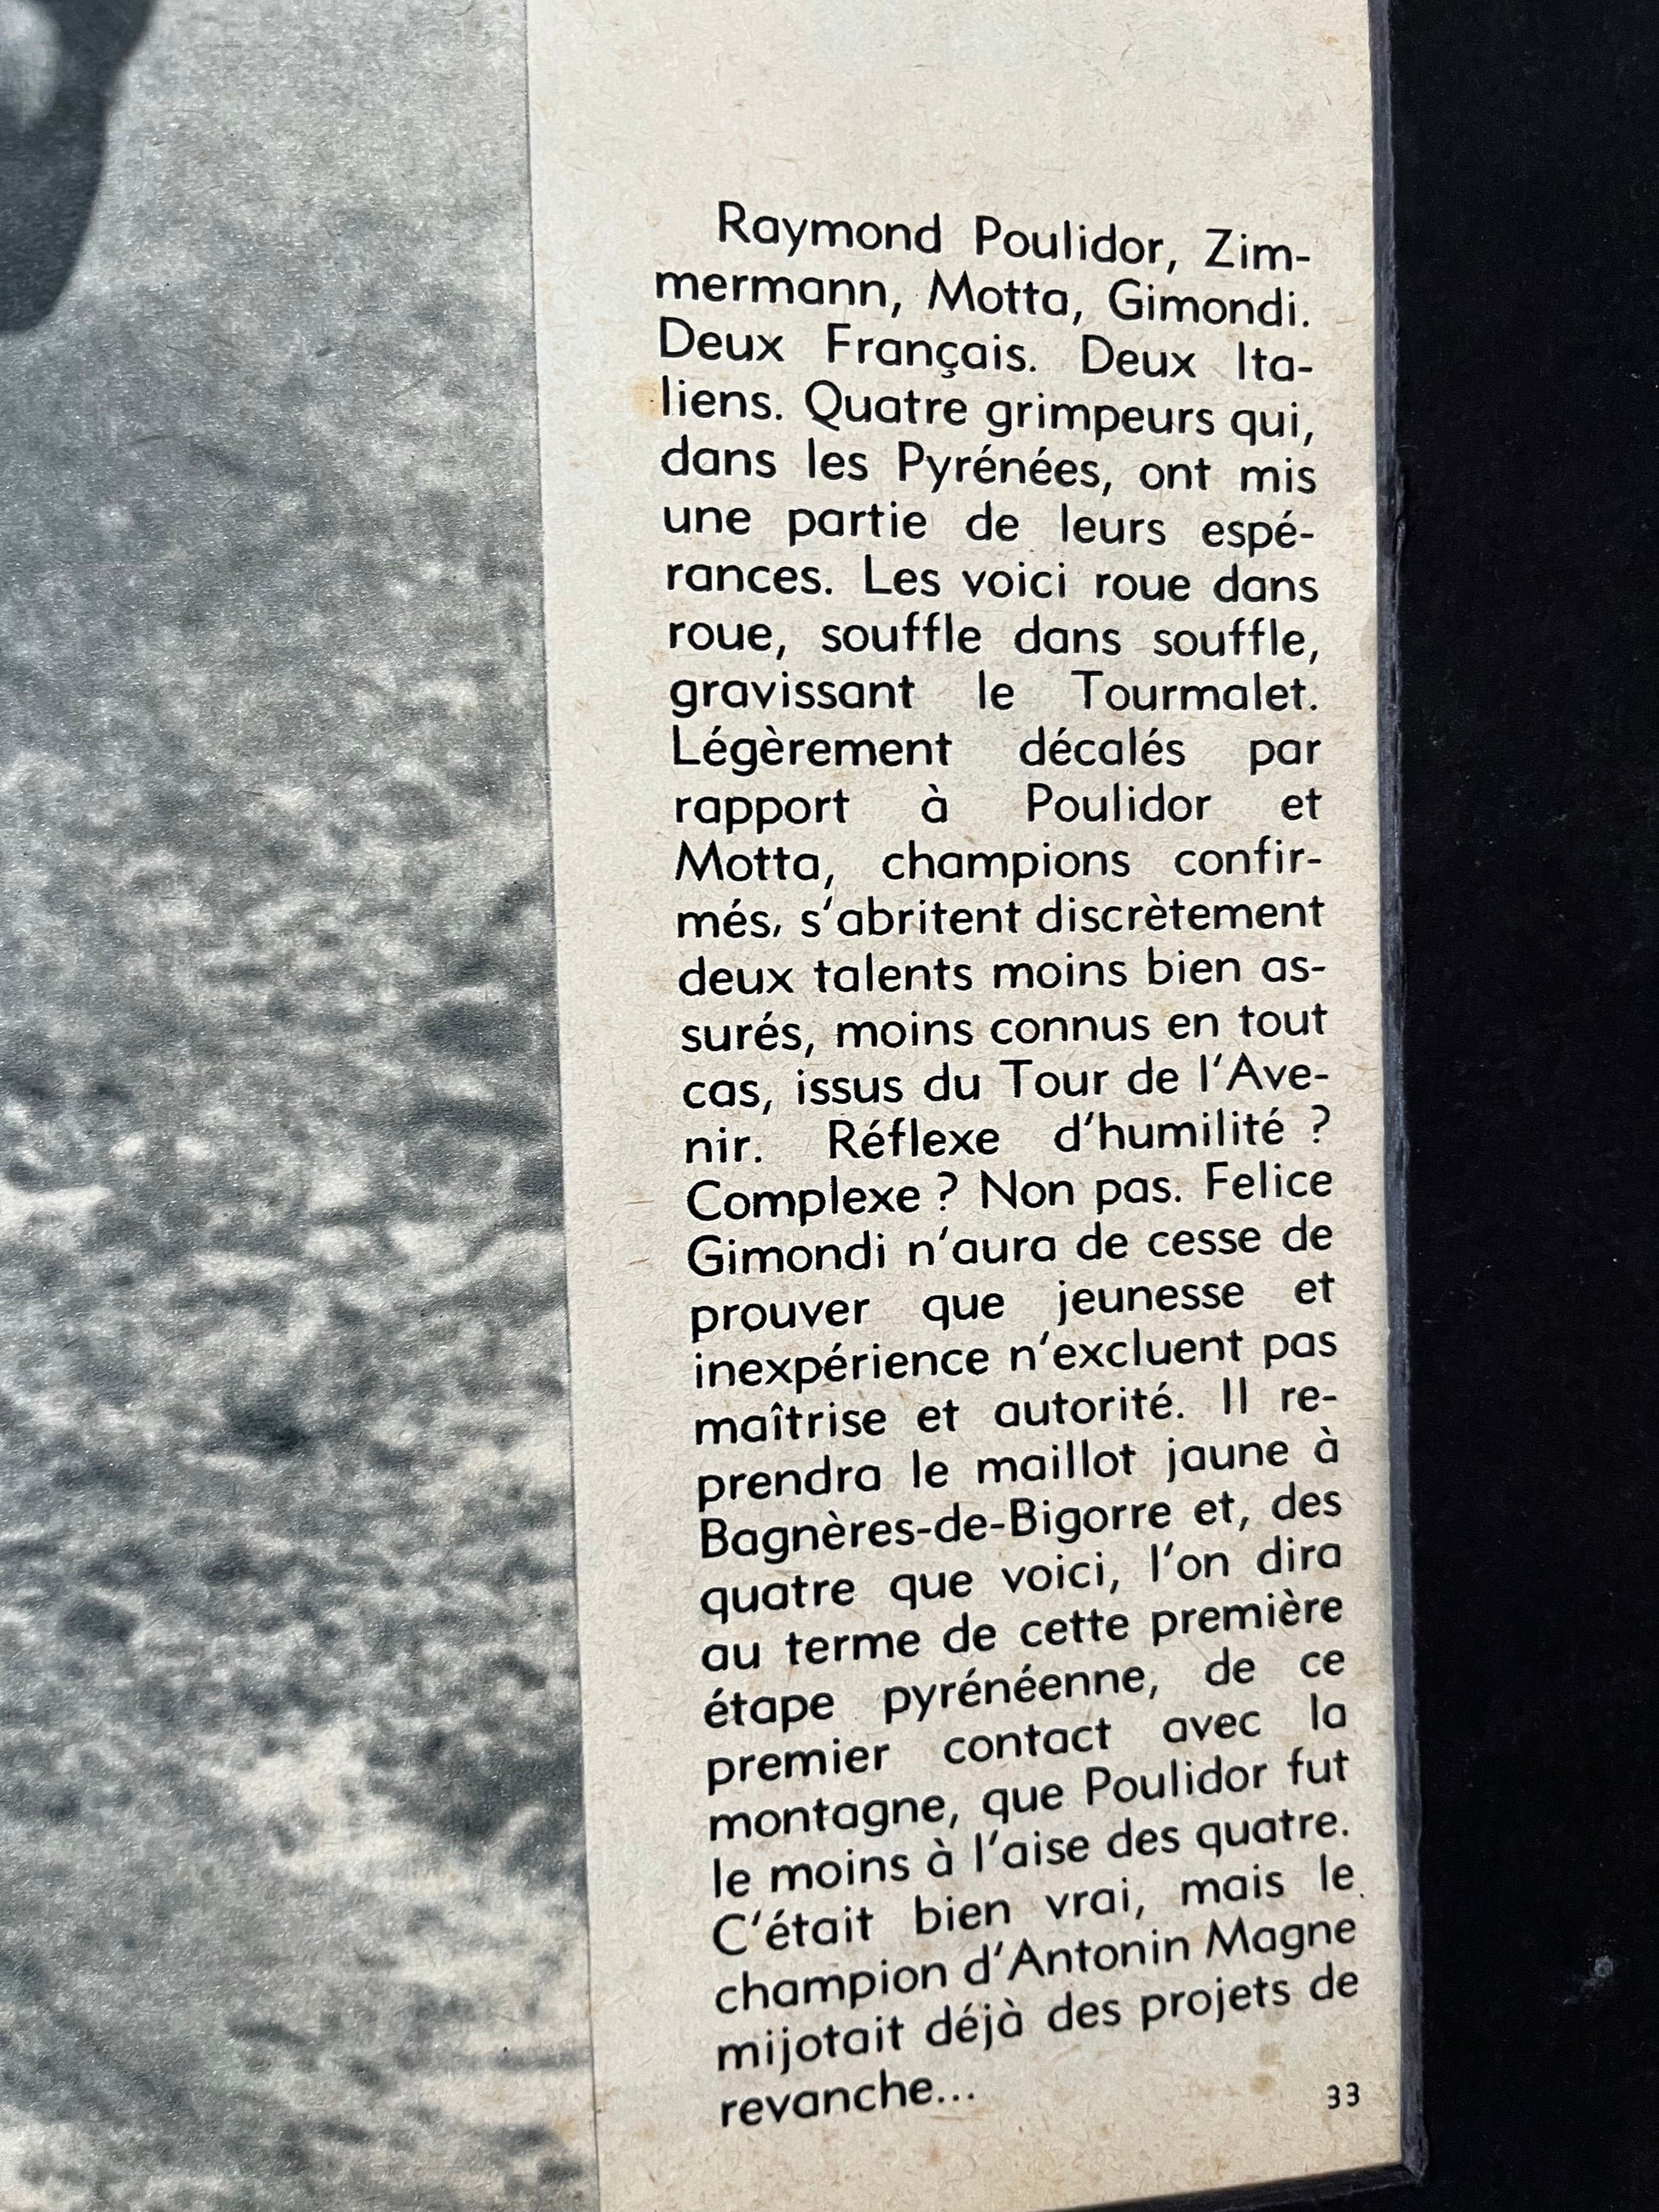 Raymond Poulidor, Zim-
mermann, Motta, Gimondi.
Deux Français. Deux Ita-
liens. Quatre grimpeurs qui,
dans les Pyrénées, ont mis
une partie de leurs espé-
rances. Les voici roue dans
roue, souffle dans souffle,
gravissant le Tourmalet.
Légèrement décalés par
rapport à Poulidor et
Motta, champions confir-
més, s'abritent discrètement
deux talents moins bien as-
surés, moins connus en tout
cas, issus du Tour de l'Ave-
nir. Réflexe d'humilité ?
Complexe ? Non pas. Felice
Gimondi n'aura de cesse de
prouver que jeunesse et
inexpérience n'excluent pas
maîtrise et autorité. Il re-
prendra le maillot jaune à
Bagnères-de-Bigorre et, des
quatre que voici, l'on dira
au terme de cette première
étape pyrénéenne, de ce
premier contact avec la
montagne, que Poulidor fut
le moins à l'aise des quatre.
C'était bien vrai, mais le
champion d'Antonin Magne
mijotait déjà des projets de
revanche...
33